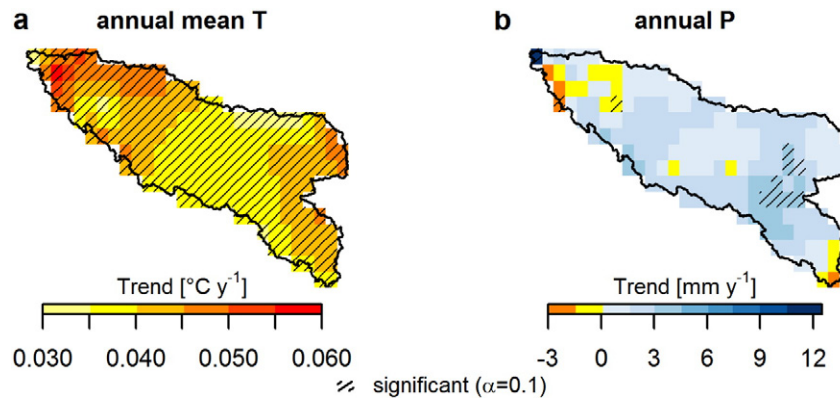 a annual mean T
b annual P
Trend [°C y⁻¹]
0.030 0.040 0.050 0.060
Trend [mm y⁻¹]
-3 0 3 6 9 12
significant (α=0.1)